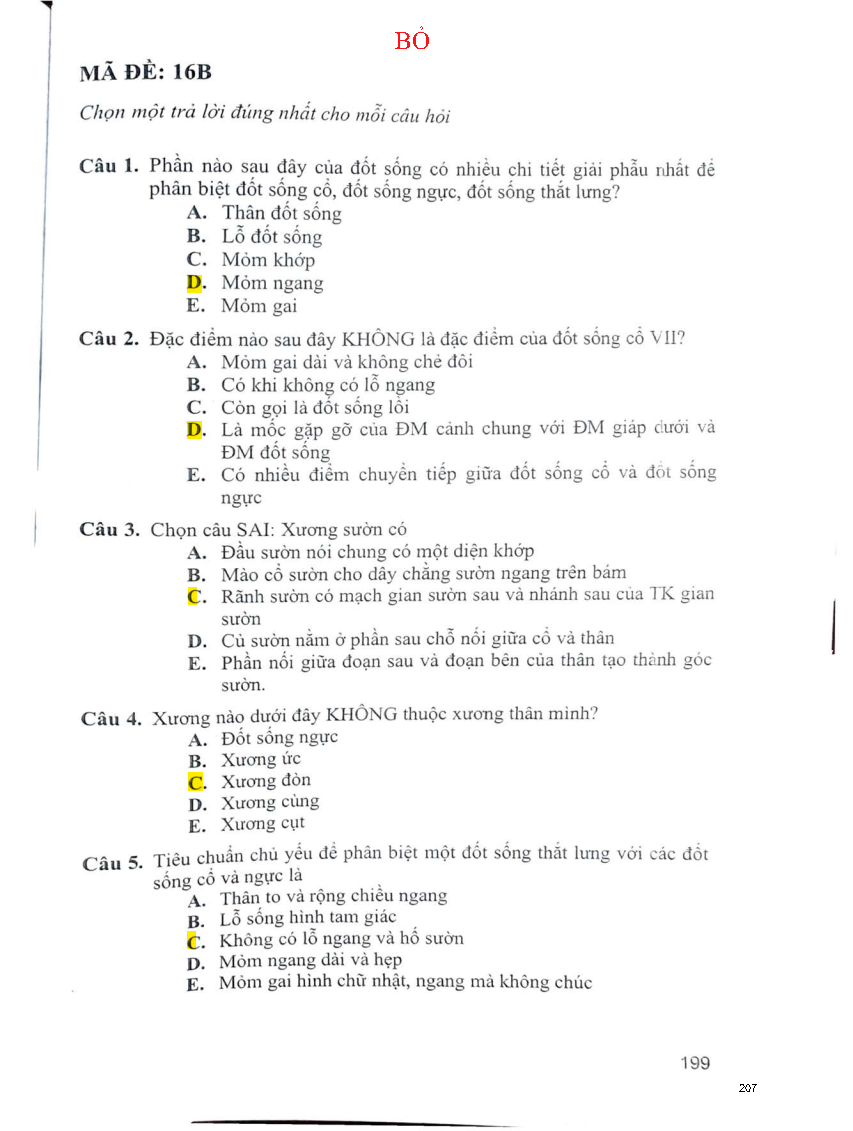 BỎ
MÃ ĐỀ: 16B
Chọn một trả lời đúng nhất cho mỗi câu hỏi
Câu 1. Phần nào sau đây của đốt sống có nhiều chi tiết giải phẫu nhất để
phân biệt đốt sống cổ, đốt sống ngực, đốt sống thắt lưng?
A. Thân đốt sống
B. Lỗ đốt sống
C. Mỏm khớp
D. Mỏm ngang
E. Mỏm gai
Câu 2. Đặc điểm nào sau đây KHÔNG là đặc điểm của đốt sống cổ VII?
A. Mỏm gai dài và không chẻ đôi
B. Có khi không có lỗ ngang
C. Còn gọi là đốt sống lồi
D. Là mốc gặp gỡ của ĐM cảnh chung với ĐM giáp dưới và
ĐM đốt sống
E. Có nhiều điểm chuyển tiếp giữa đốt sống cổ và đốt sống
ngực
Câu 3. Chọn câu SAI: Xương sườn có
A. Đầu sườn nói chung có một diện khớp
B. Mào cổ sườn cho dây chằng sườn ngang trên bám
C. Rãnh sườn có mạch gian sườn sau và nhánh sau của TK gian
sườn
D. Củ sườn nằm ở phần sau chỗ nối giữa cổ và thân
E. Phần nối giữa đoạn sau và đoạn bên của thân tạo thành góc
sườn.
Câu 4. Xương nào dưới đây KHÔNG thuộc xương thân mình?
A. Đốt sống ngực
B. Xương ức
C. Xương đòn
D. Xương cùng
E. Xương cụt
Câu 5. Tiêu chuẩn chủ yếu để phân biệt một đốt sống thắt lưng với các đốt
sống cổ và ngực là
A. Thân to và rộng chiều ngang
B. Lỗ sống hình tam giác
C. Không có lỗ ngang và hố sườn
D. Mỏm ngang dài và hẹp
E. Mỏm gai hình chữ nhật, ngang mà không chúc
199
207